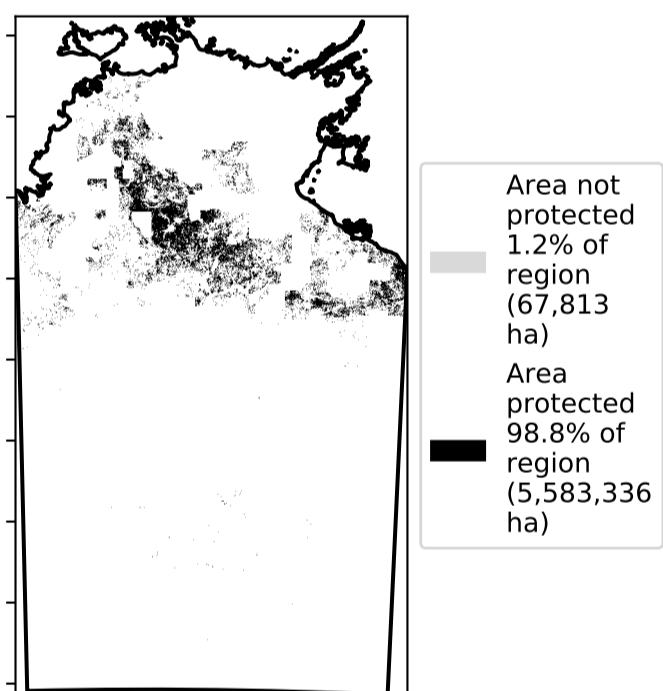 Area not
protected
1.2% of
region
(67,813
ha)
Area
protected
98.8% of
region
(5,583,336
ha)